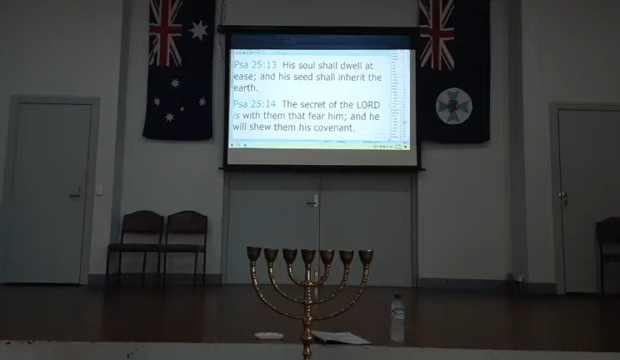 Psa 25:13 His soul shall dwell at
ease; and his seed shall inherit the
earth.
Psa 25:14 The secret of the LORD
is with them that fear him; and he
will shew them his covenant.